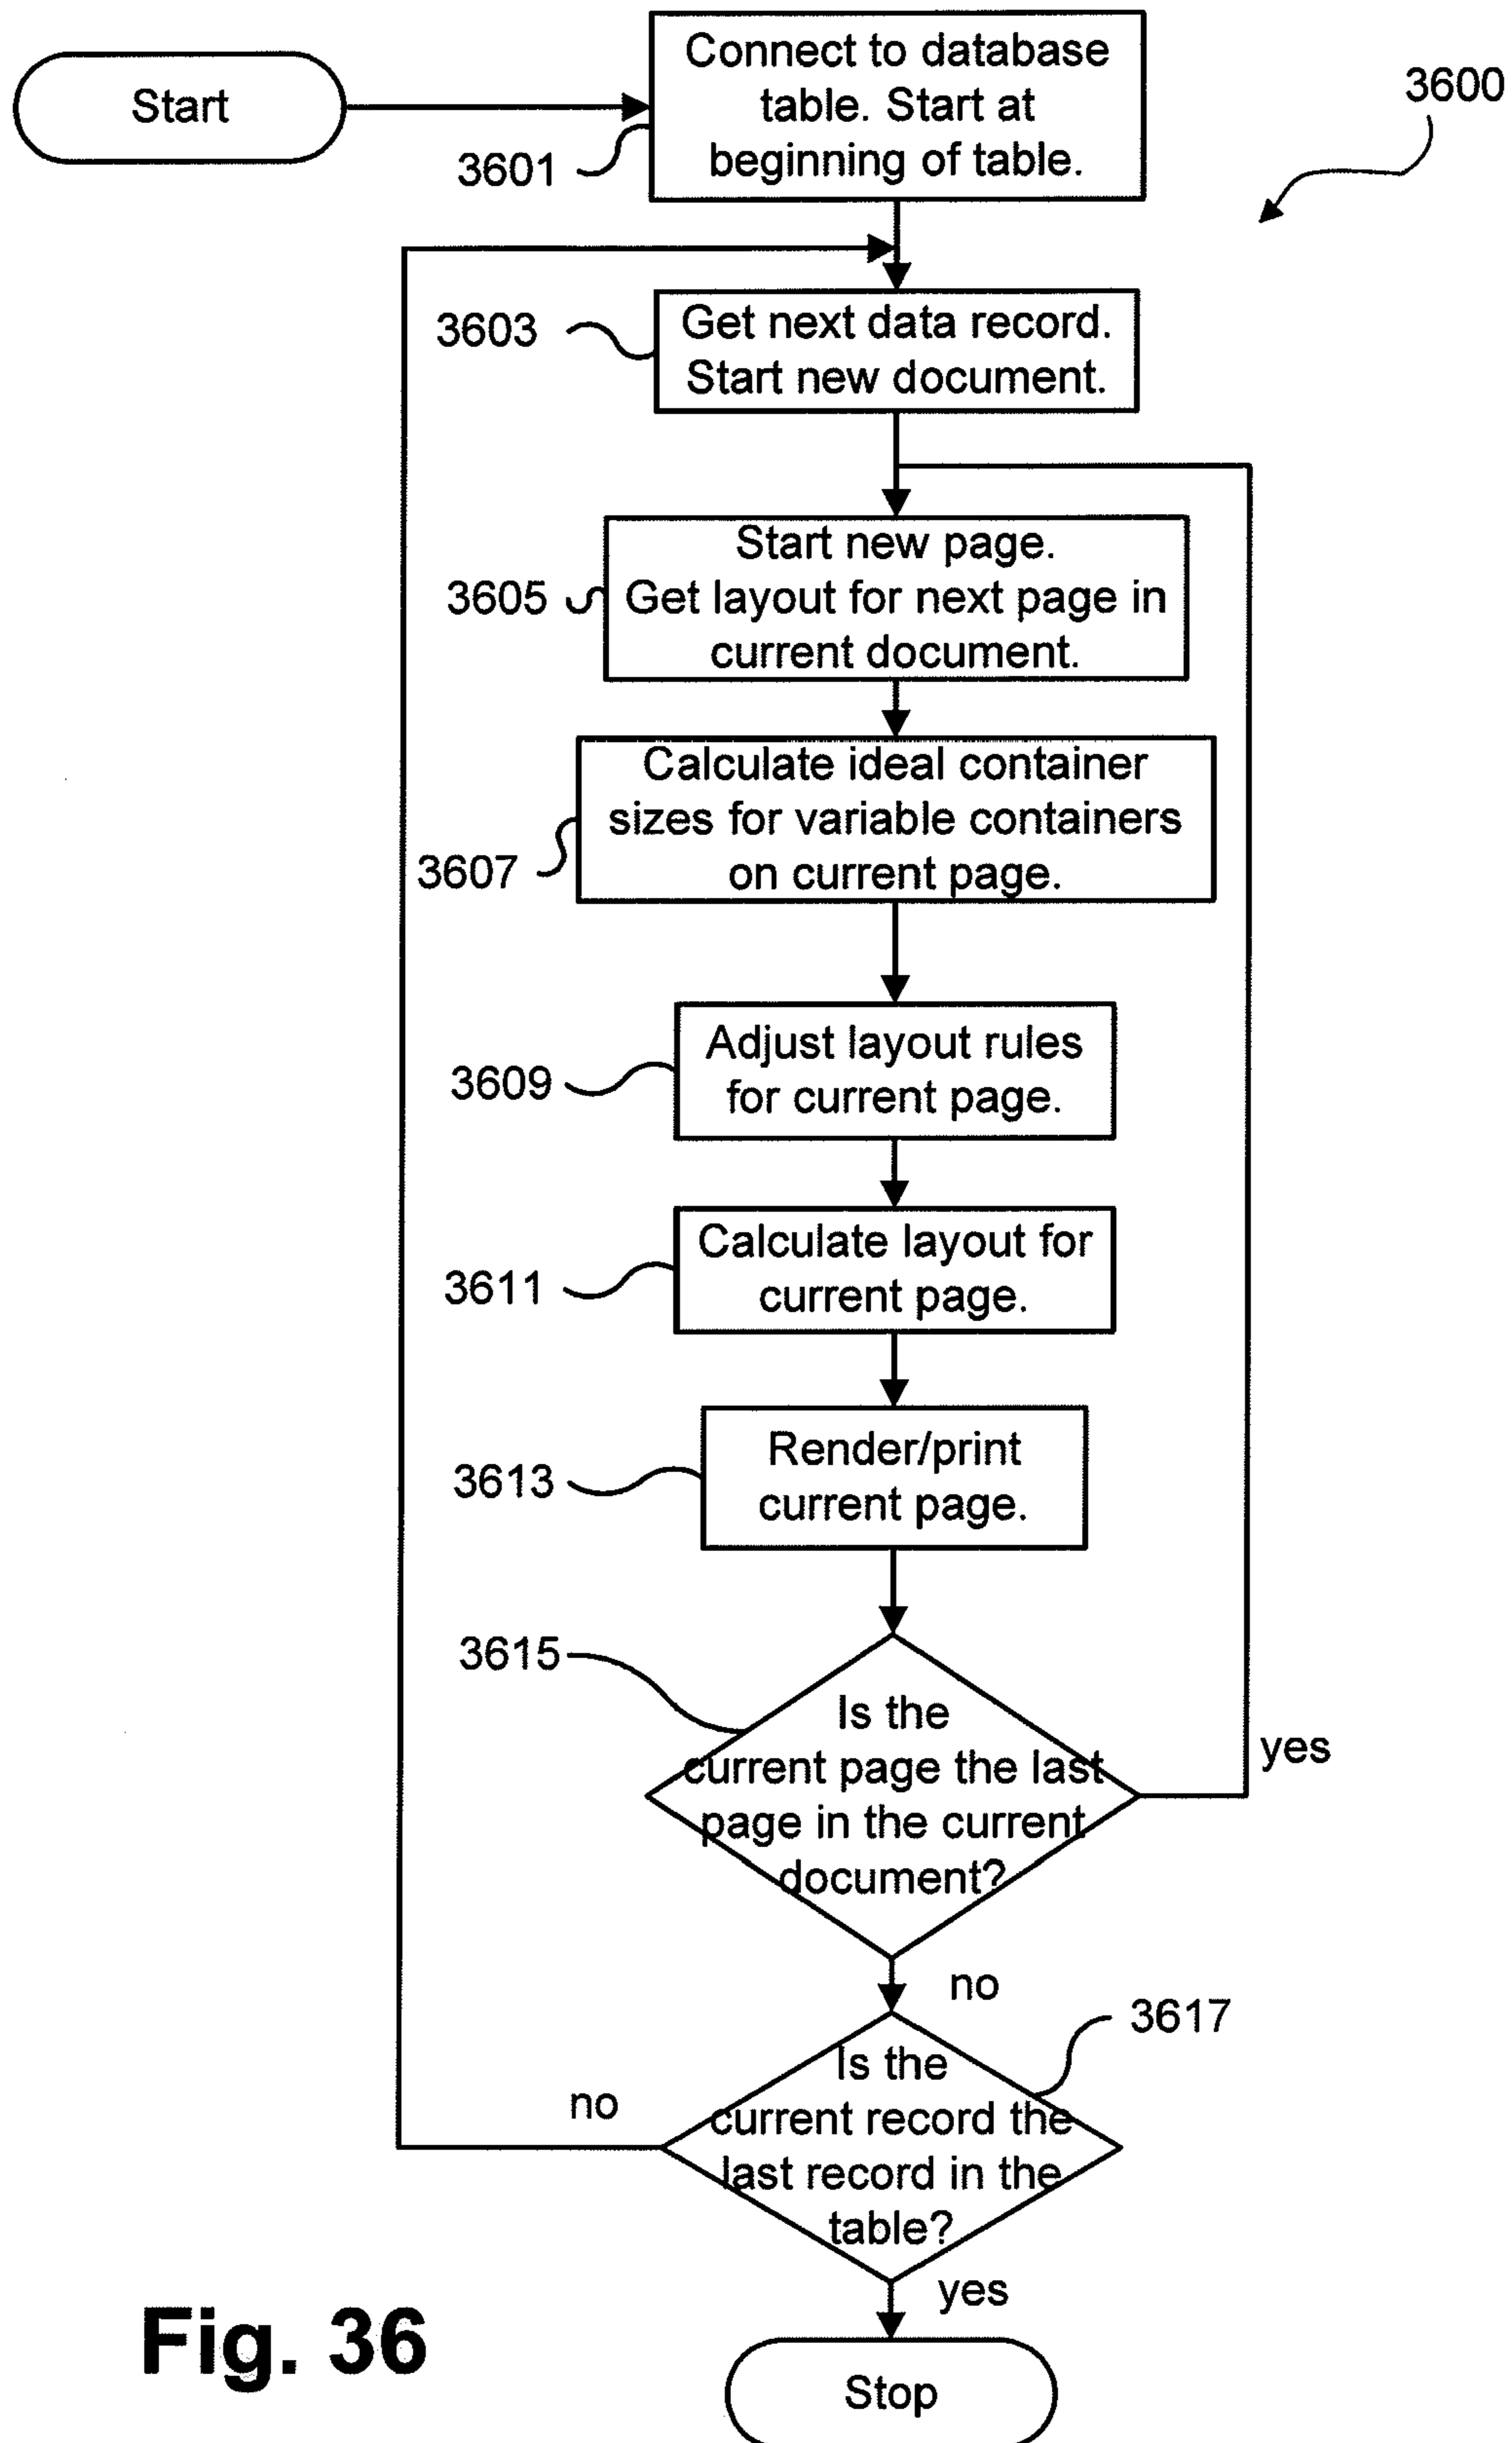 Start
Connect to database
table. Start at
beginning of table.
3600
3601
3603
Get next data record.
Start new document.
Start new page.
3605
Get layout for next page in
current document.
Calculate ideal container
sizes for variable containers
on current page.
3607
Adjust layout rules
for current page.
3609
Calculate layout for
current page.
3611
Render/print
current page.
3613
3615
Is the
current page the last
page in the current
document?
yes
no
3617
Is the
current record the
last record in the
table?
no
yes
Stop
Fig. 36